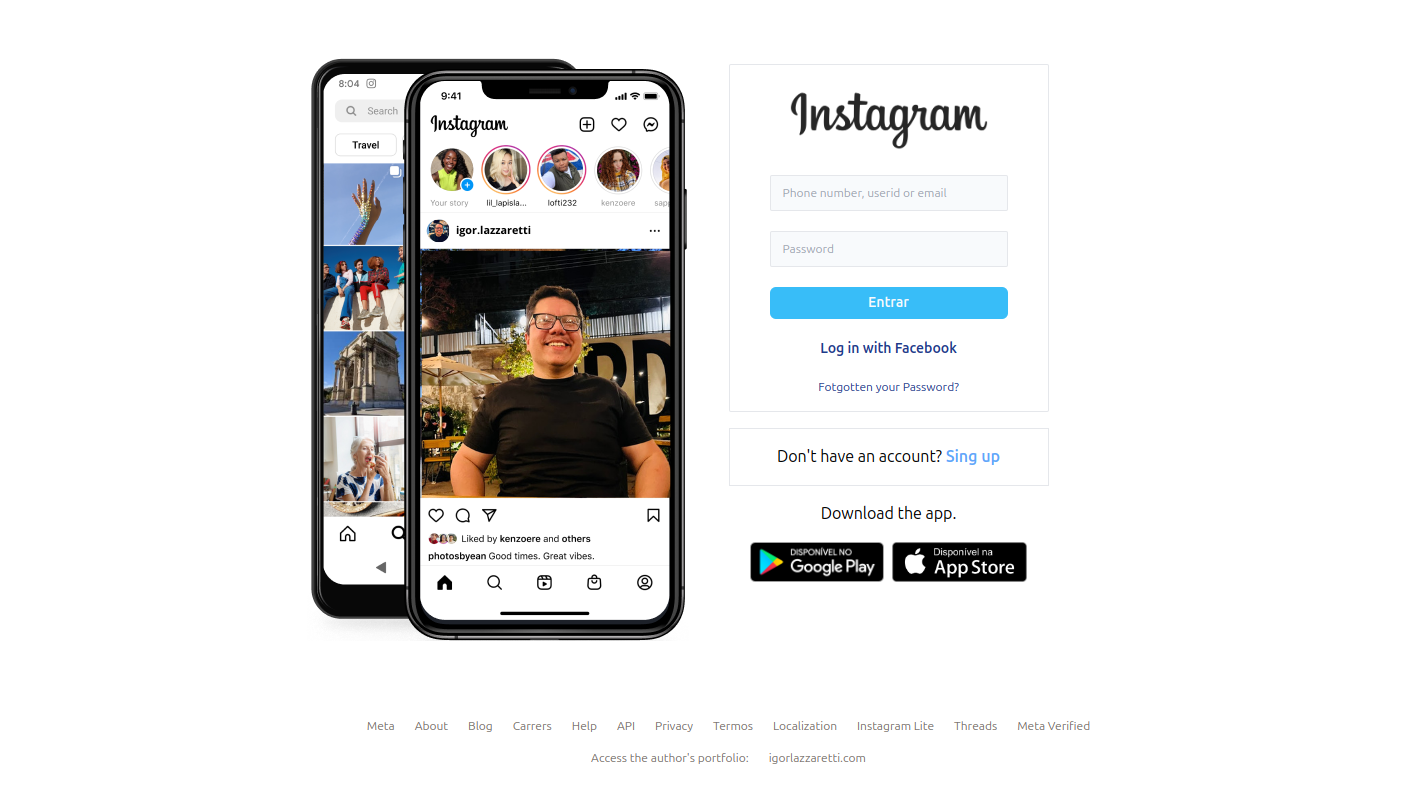 8:04
Search
Travel
9:41
Instagram
Your story
lil_lapisla...
lofti232
kenzoere
sapp
igor.lazzaretti
Liked by kenzoere and others
photosbyean Good times. Great vibes.
Instagram
Phone number, userid or email
Password
Entrar
Log in with Facebook
Fotgotten your Password?
Don't have an account? Sing up
Download the app.
DISPONÍVEL NO
Google Play
Disponível na
App Store
Meta About Blog Carrers Help API Privacy Termos Localization Instagram Lite Threads Meta Verified
Access the author's portfolio: igorlazzaretti.com